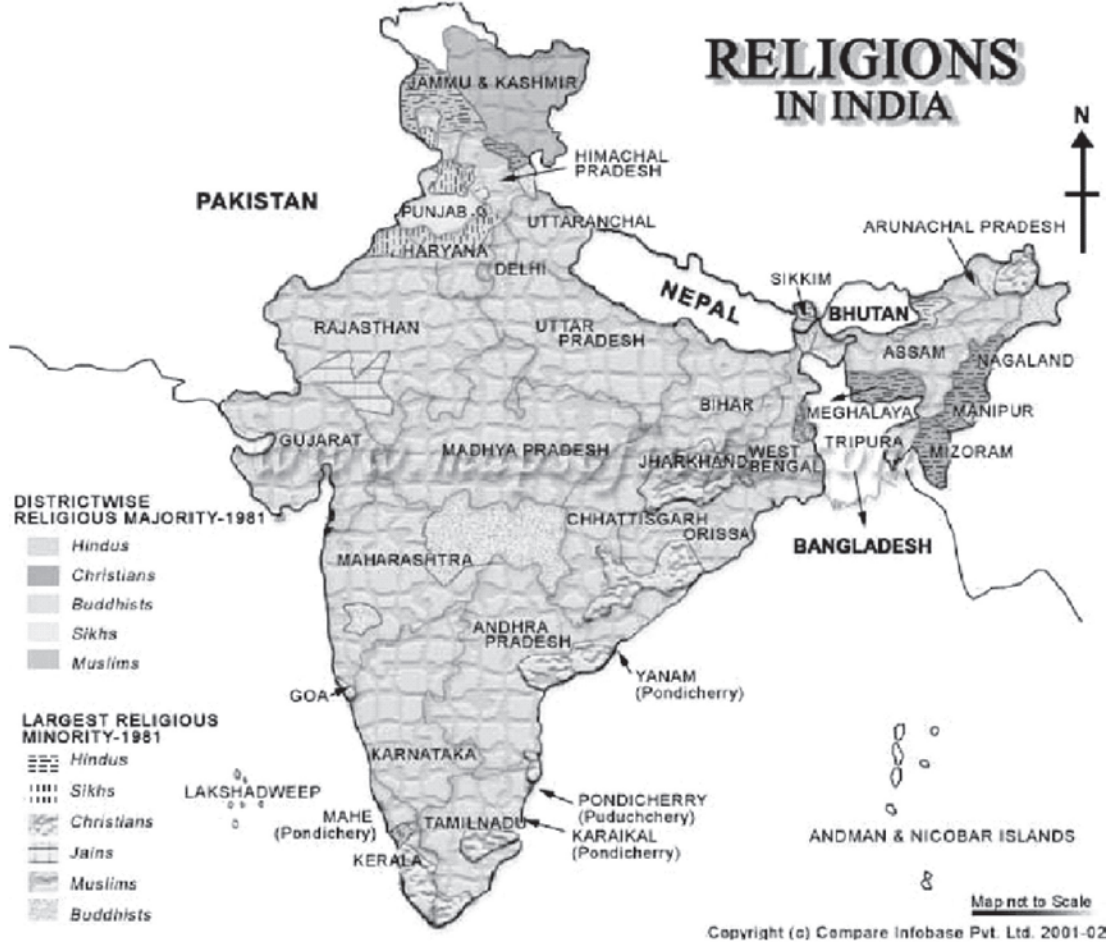 RELIGIONS
IN INDIA
N
JAMMU & KASHMIR
HIMACHAL
PRADESH
PAKISTAN
PUNJAB
UTTARANCHAL
ARUNACHAL PRADESH
HARYANA
DELHI
SIKKIM
NEPAL
BHUTAN
RAJASTHAN
UTTAR
PRADESH
ASSAM
NAGALAND
BIHAR
MEGHALAYA
MANIPUR
GUJARAT
MADHYA PRADESH
JHARKHAND
WEST
BENGAL
TRIPURA
MIZORAM
DISTRICTWISE
RELIGIOUS MAJORITY-1981
Hindus
Christians
Buddhists
Sikhs
Muslims
CHHATTISGARH
ORISSA
BANGLADESH
MAHARASHTRA
ANDHRA
PRADESH
YANAM
(Pondicherry)
GOA
LARGEST RELIGIOUS
MINORITY-1981
Hindus
Sikhs
Christians
Jains
Muslims
Buddhists
KARNATAKA
LAKSHADWEEP
PONDICHERRY
(Puduchchery)
MAHE
(Pondichery)
TAMILNADU
KARAIKAL
(Pondicherry)
KERALA
ANDMAN & NICOBAR ISLANDS
Map not to Scale
Copyright (c) Compare Infobase Pvt. Ltd. 2001-02